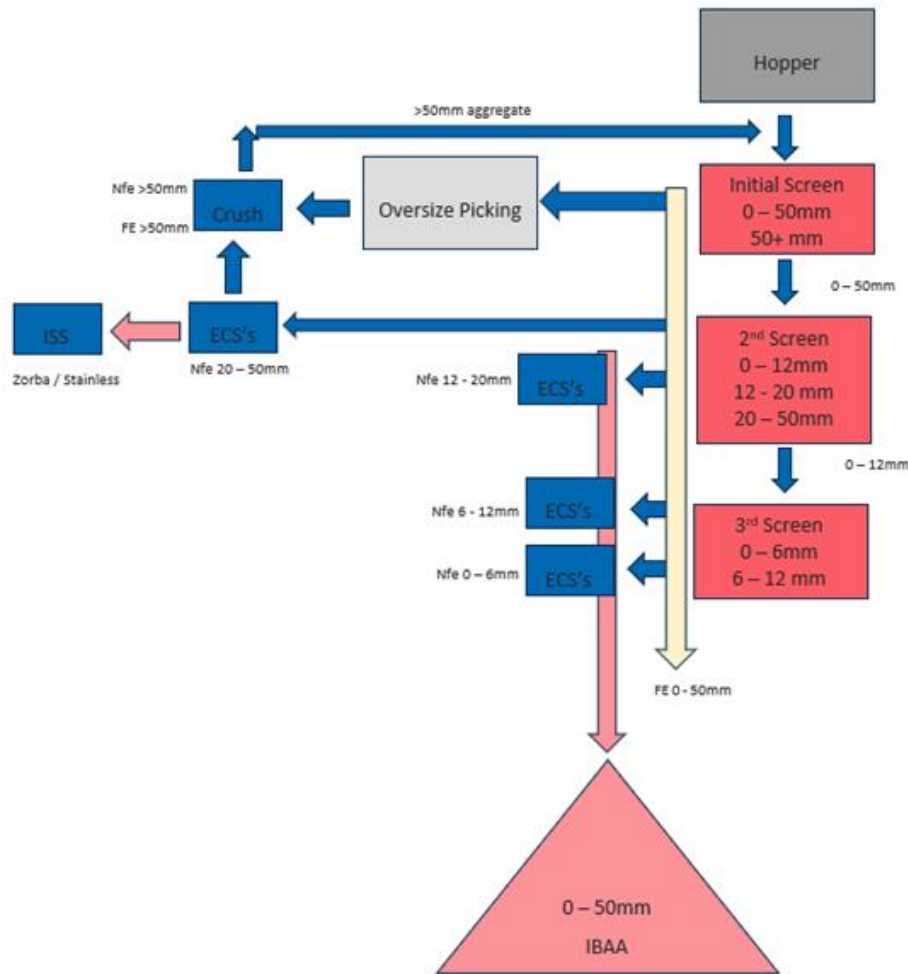 Hopper
>50mm aggregate
Nfe >50mm
FE >50mm
Crush
Oversize Picking
Initial Screen
0 – 50mm
50+ mm
0 – 50mm
ISS
Zorba / Stainless
ECS's
Nfe 20 – 50mm
2nd Screen
0 – 12mm
12 - 20 mm
20 – 50mm
Nfe 12 - 20mm
ECS's
0 – 12mm
Nfe 6 - 12mm
ECS's
3rd Screen
0 – 6mm
6 – 12 mm
Nfe 0 – 6mm
ECS's
FE 0 - 50mm
0 – 50mm
IBAA